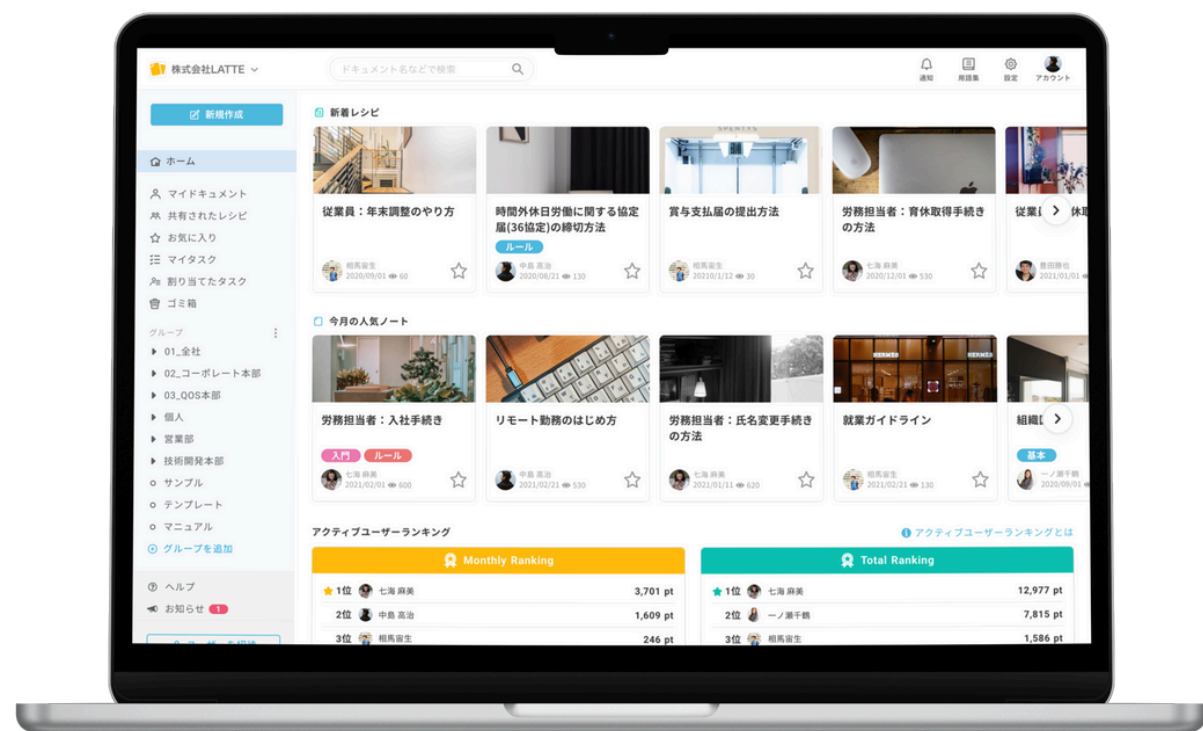 株式会社LATTE
ドキュメント名などで検索
通知
用語集
設定
アカウント
新規作成
ホーム
マイドキュメント
共有されたレシピ
お気に入り
マイタスク
割り当てたタスク
ゴミ箱
グループ
01_全社
02_コーポレート本部
03_QOS本部
個人
営業部
技術開発本部
サンプル
テンプレート
マニュアル
グループを追加
ヘルプ
お知らせ 1
新着レシピ
従業員：年末調整のやり方
相馬宙生
2020/09/01 60
時間外休日労働に関する協定
届(36協定)の締切方法
ルール
中島 高治
2020/08/21 130
賞与支払届の提出方法
相馬宙生
20210/1/12 30
労務担当者：育休取得手続き
の方法
七海 麻美
2020/12/01 530
豊田勝也
2021/01/01
今月の人気ノート
労務担当者：入社手続き
入門 ルール
七海 麻美
2021/02/01 600
リモート勤務のはじめ方
中島 高治
2021/02/21 530
労務担当者：氏名変更手続き
の方法
七海 麻美
2021/01/11 620
就業ガイドライン
相馬宙生
2021/02/21 130
基本
一ノ瀬千鶴
2020/09/01
アクティブユーザーランキング
アクティブユーザーランキングとは
Monthly Ranking
1位 七海 麻美 3,701 pt
2位 中島 高治 1,609 pt
3位 相馬宙生 246 pt
Total Ranking
1位 七海 麻美 12,977 pt
2位 一ノ瀬千鶴 7,815 pt
3位 相馬宙生 1,586 pt